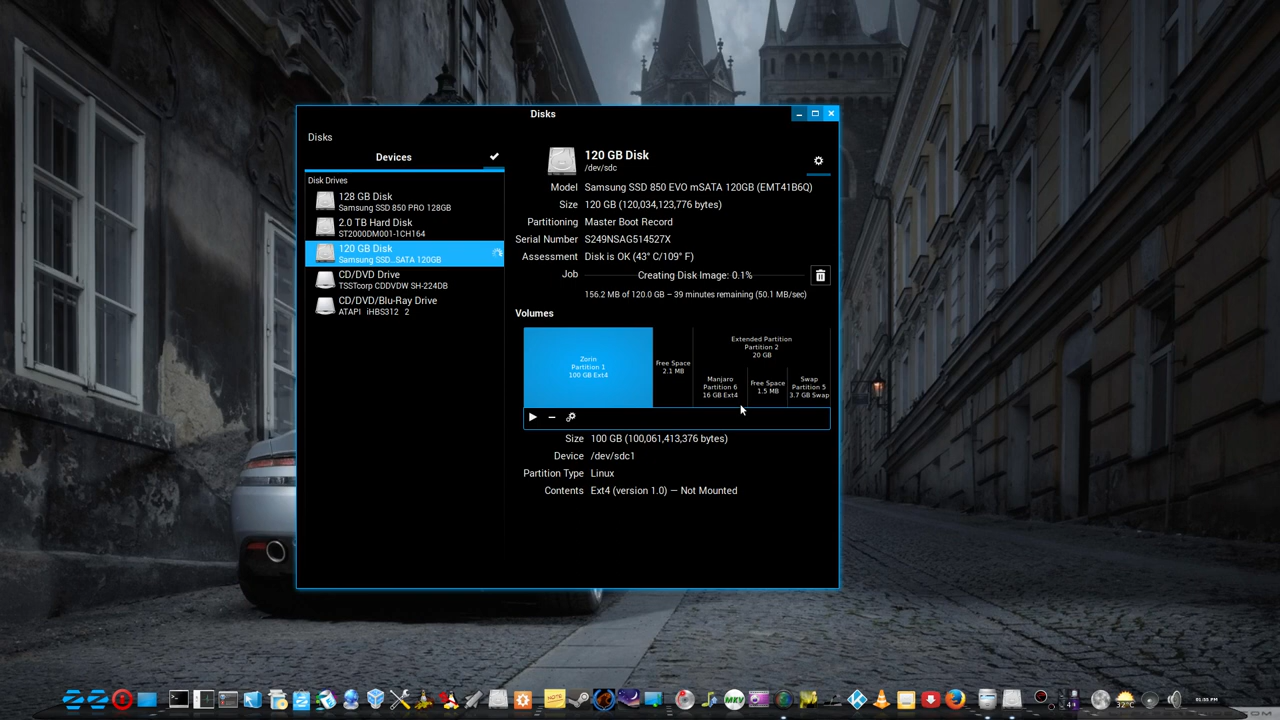 Disks
Disks
Devices
Disk Drives
128 GB Disk
Samsung SSD 850 PRO 128GB
2.0 TB Hard Disk
ST2000DM001-1CH164
120 GB Disk
Samsung SSD...SATA 120GB
CD/DVD Drive
TSSTcorp CDDVDW SH-224DB
CD/DVD/Blu-Ray Drive
ATAPI iHBS312 2
120 GB Disk
/dev/sdc
Model Samsung SSD 850 EVO mSATA 120GB (EMT41B6Q)
Size 120 GB (120,034,123,776 bytes)
Partitioning Master Boot Record
Serial Number S249NSAG514527X
Assessment Disk is OK (43° C/109° F)
Job Creating Disk Image: 0.1%
156.2 MB of 120.0 GB – 39 minutes remaining (50.1 MB/sec)
Volumes
Zorin
Partition 1
100 GB Ext4
Free Space
2.1 MB
Extended Partition
Partition 2
20 GB
Manjaro
Partition 6
16 GB Ext4
Free Space
1.5 MB
Swap
Partition 5
3.7 GB Swap
Size 100 GB (100,061,413,376 bytes)
Device /dev/sdc1
Partition Type Linux
Contents Ext4 (version 1.0) — Not Mounted
NOTE
MKV
4
32°C
01:55 PM